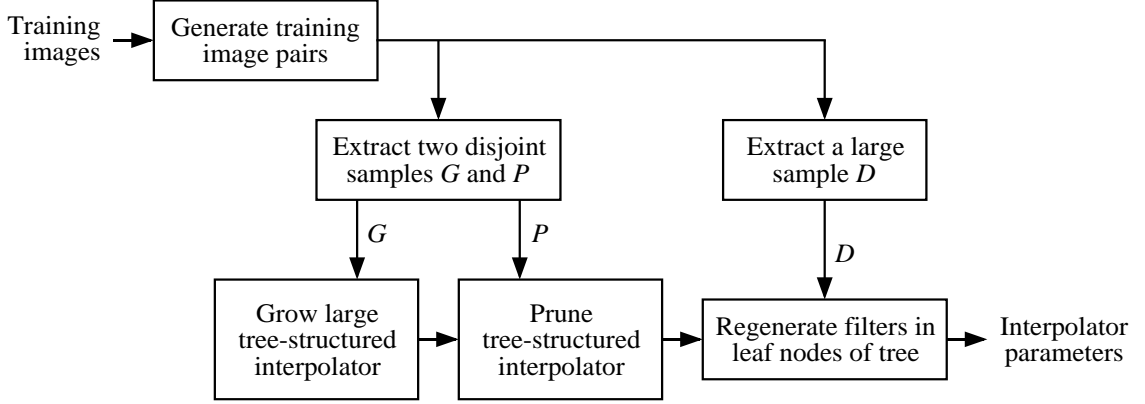 Training
images
Generate training
image pairs
Extract two disjoint
samples G and P
Extract a large
sample D
G
P
D
Grow large
tree-structured
interpolator
Prune
tree-structured
interpolator
Regenerate filters in
leaf nodes of tree
Interpolator
parameters